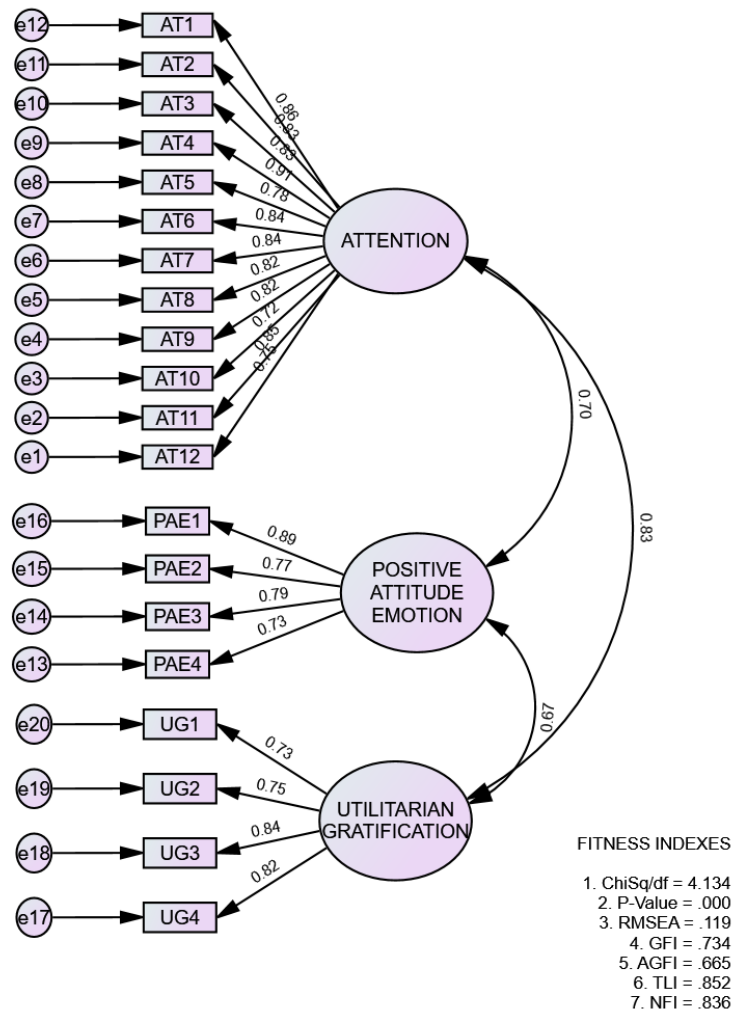 e12 AT1
e11 AT2
e10 AT3
e9 AT4
e8 AT5
e7 AT6
e6 AT7
e5 AT8
e4 AT9
e3 AT10
e2 AT11
e1 AT12
0.86
0.83
0.91
0.78
0.84
0.84
0.82
0.82
0.72
0.85
0.75
ATTENTION
0.70
0.83
e16 PAE1
e15 PAE2
e14 PAE3
e13 PAE4
0.89
0.77
0.79
0.73
POSITIVE
ATTITUDE
EMOTION
0.67
e20 UG1
e19 UG2
e18 UG3
e17 UG4
0.73
0.75
0.84
0.82
UTILITARIAN
GRATIFICATION
FITNESS INDEXES
1. ChiSq/df = 4.134
2. P-Value = .000
3. RMSEA = .119
4. GFI = .734
5. AGFI = .665
6. TLI = .852
7. NFI = .836